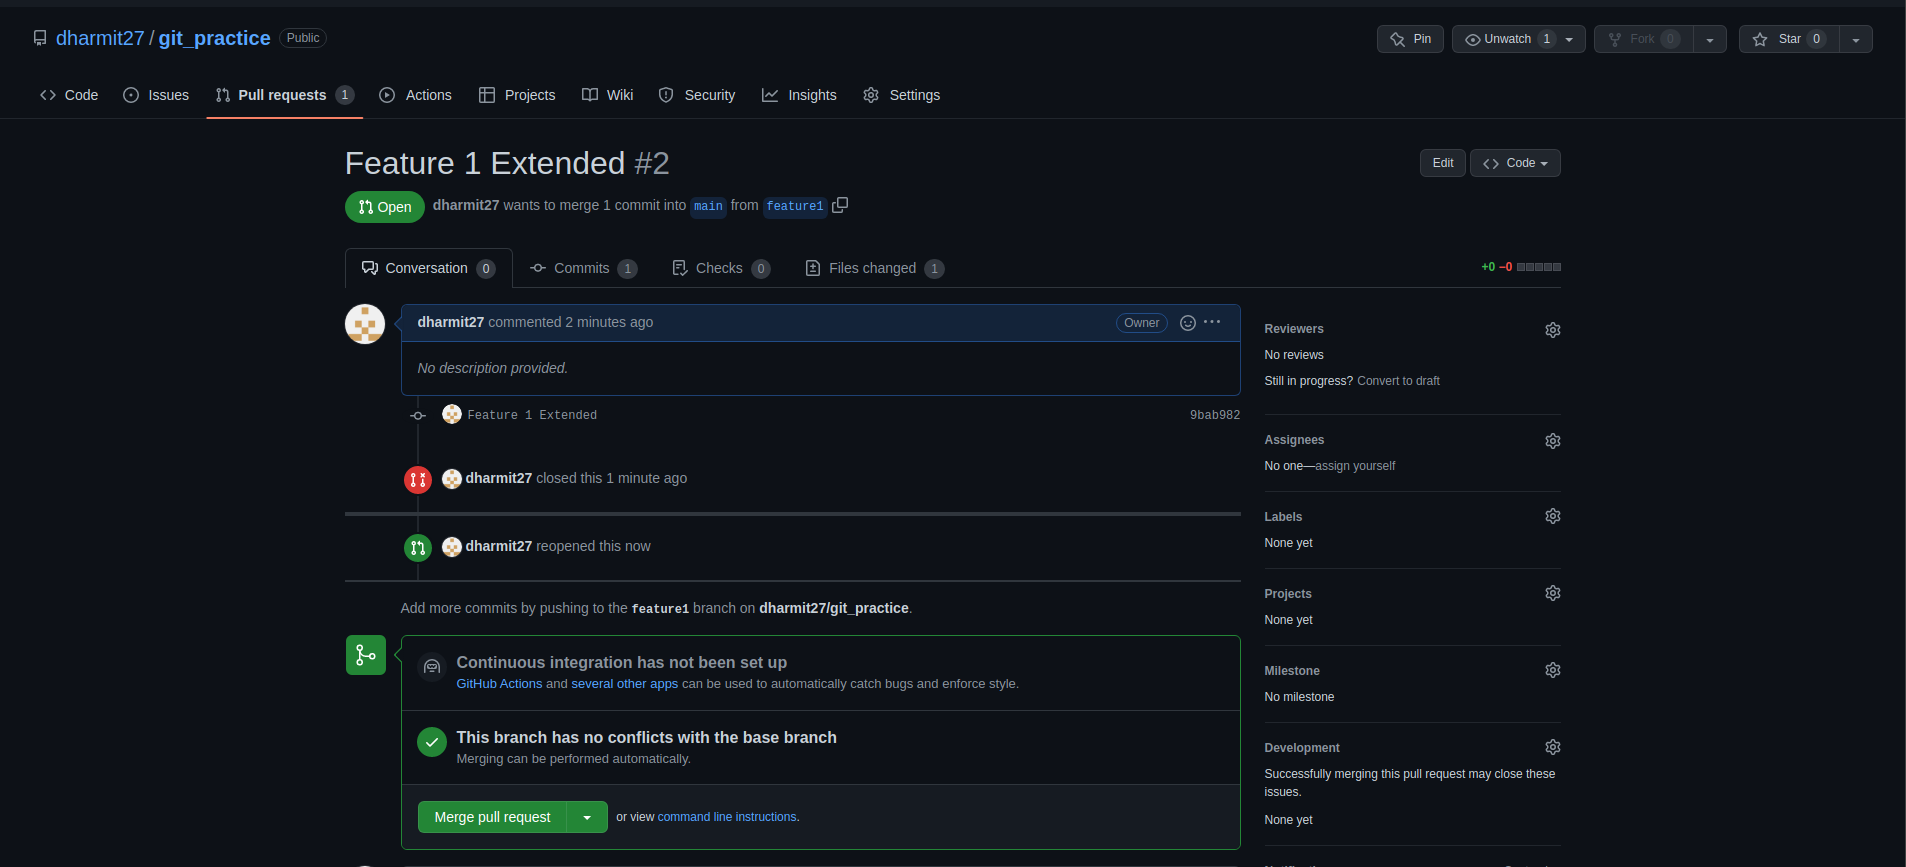 dharmit27 / git_practice Public
Pin Unwatch 1 Fork 0 Star 0
Code Issues Pull requests 1 Actions Projects Wiki Security Insights Settings
Feature 1 Extended #2
Edit Code
Open dharmit27 wants to merge 1 commit into main from feature1
Conversation 0 Commits 1 Checks 0 Files changed 1
+0 −0
dharmit27 commented 2 minutes ago
Owner
No description provided.
Feature 1 Extended
9bab982
dharmit27 closed this 1 minute ago
dharmit27 reopened this now
Add more commits by pushing to the feature1 branch on dharmit27/git_practice.
Continuous integration has not been set up
GitHub Actions and several other apps can be used to automatically catch bugs and enforce style.
This branch has no conflicts with the base branch
Merging can be performed automatically.
Merge pull request or view command line instructions.
Reviewers
No reviews
Still in progress? Convert to draft
Assignees
No one—assign yourself
Labels
None yet
Projects
None yet
Milestone
No milestone
Development
Successfully merging this pull request may close these
issues.
None yet